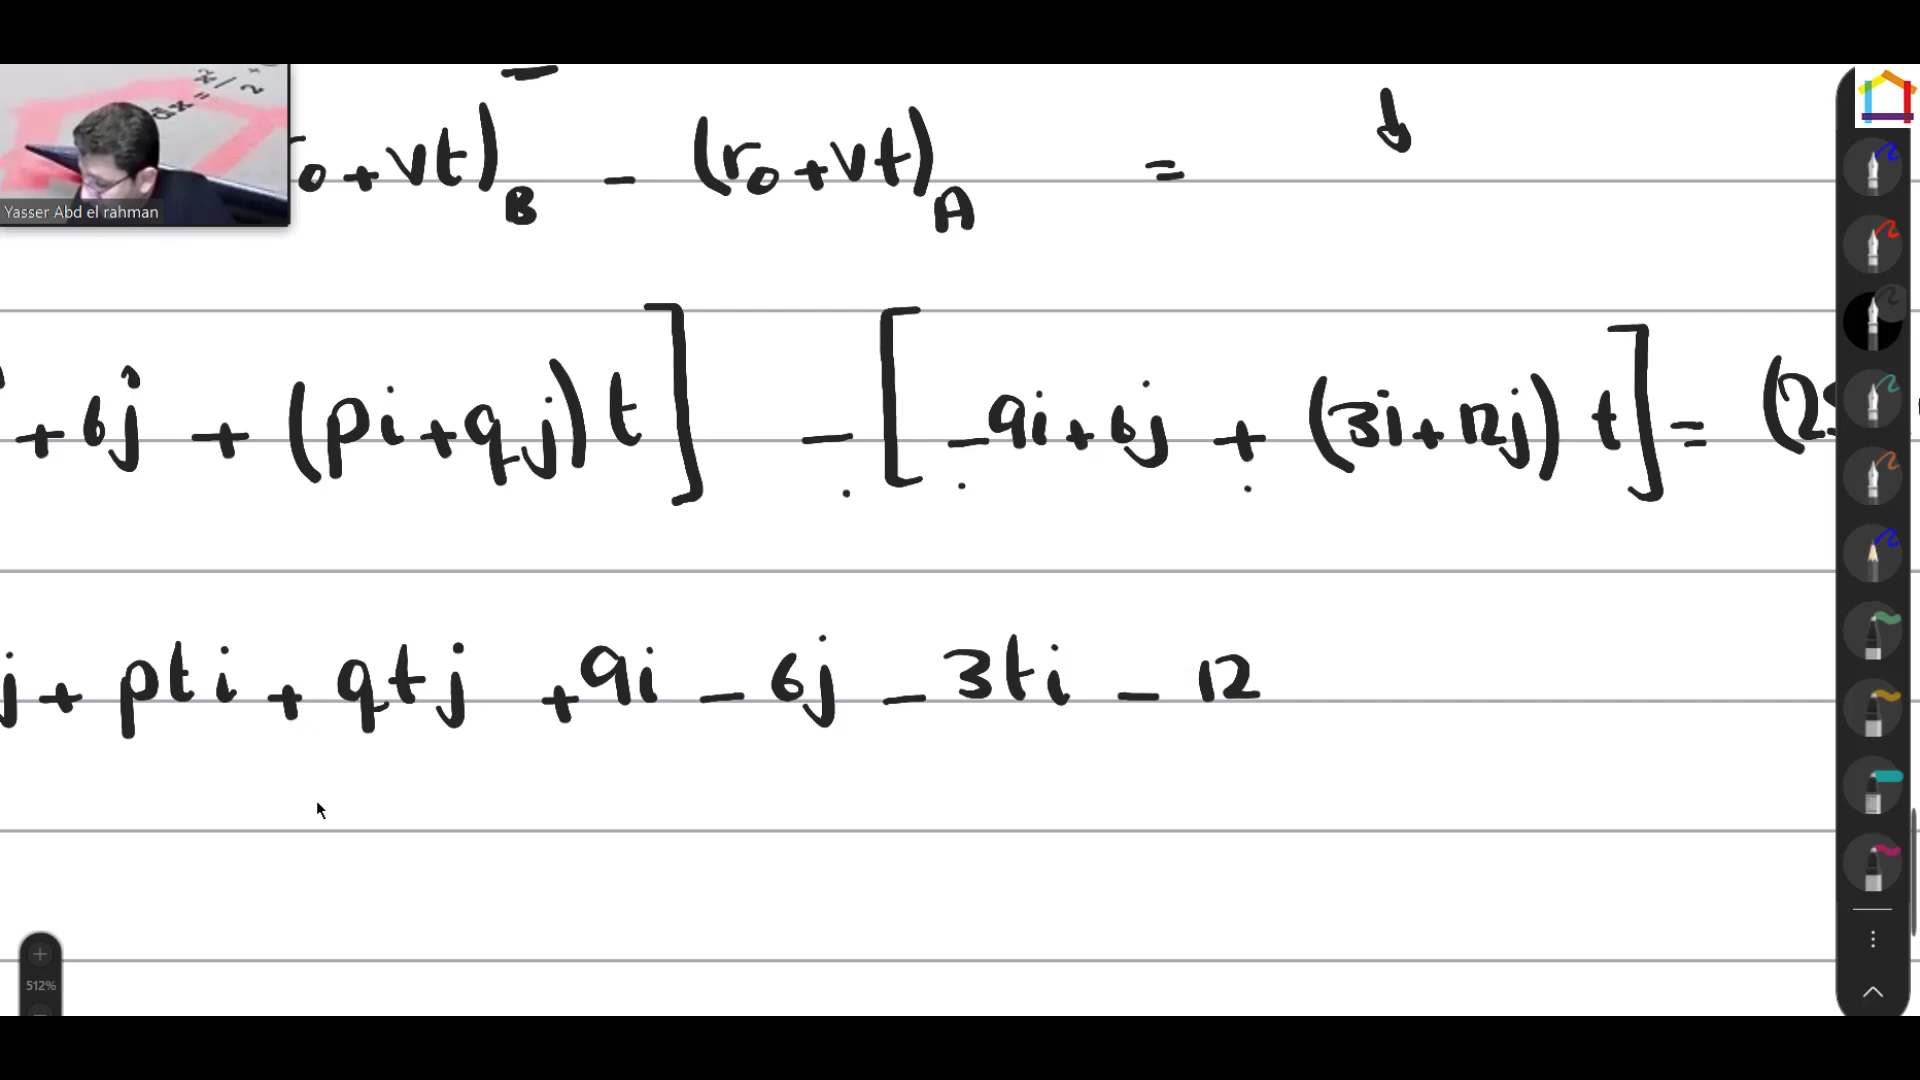 o + vt)B - (r₀ + vt)A =
+ 6j + (pi + qj) t ] - [ -9i + 6j + (3i + 12j) t ] = (2
j + pti + qtj + 9i - 6j - 3ti - 12
Yasser Abd el rahman
512%